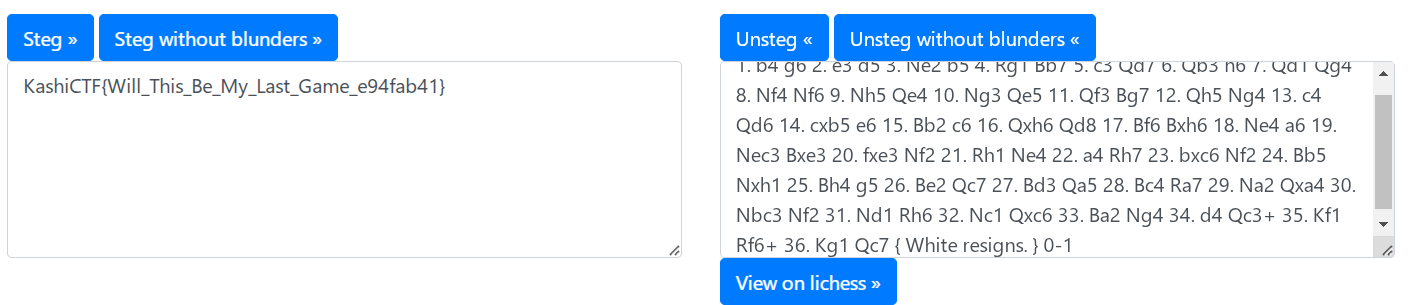 Steg » Steg without blunders »
KashiCTF{Will_This_Be_My_Last_Game_e94fab41}
Unsteg « Unsteg without blunders «
1. b4 g6 2. e3 d5 3. Ne2 b5 4. Rg1 Bb7 5. c3 Qd7 6. Qb3 h6 7. Qd1 Qg4
8. Nf4 Nf6 9. Nh5 Qe4 10. Ng3 Qe5 11. Qf3 Bg7 12. Qh5 Ng4 13. c4
Qd6 14. cxb5 e6 15. Bb2 c6 16. Qxh6 Qd8 17. Bf6 Bxh6 18. Ne4 a6 19.
Nec3 Bxe3 20. fxe3 Nf2 21. Rh1 Ne4 22. a4 Rh7 23. bxc6 Nf2 24. Bb5
Nxh1 25. Bh4 g5 26. Be2 Qc7 27. Bd3 Qa5 28. Bc4 Ra7 29. Na2 Qxa4 30.
Nbc3 Nf2 31. Nd1 Rh6 32. Nc1 Qxc6 33. Ba2 Ng4 34. d4 Qc3+ 35. Kf1
Rf6+ 36. Kg1 Qc7 { White resigns. } 0-1
View on lichess »